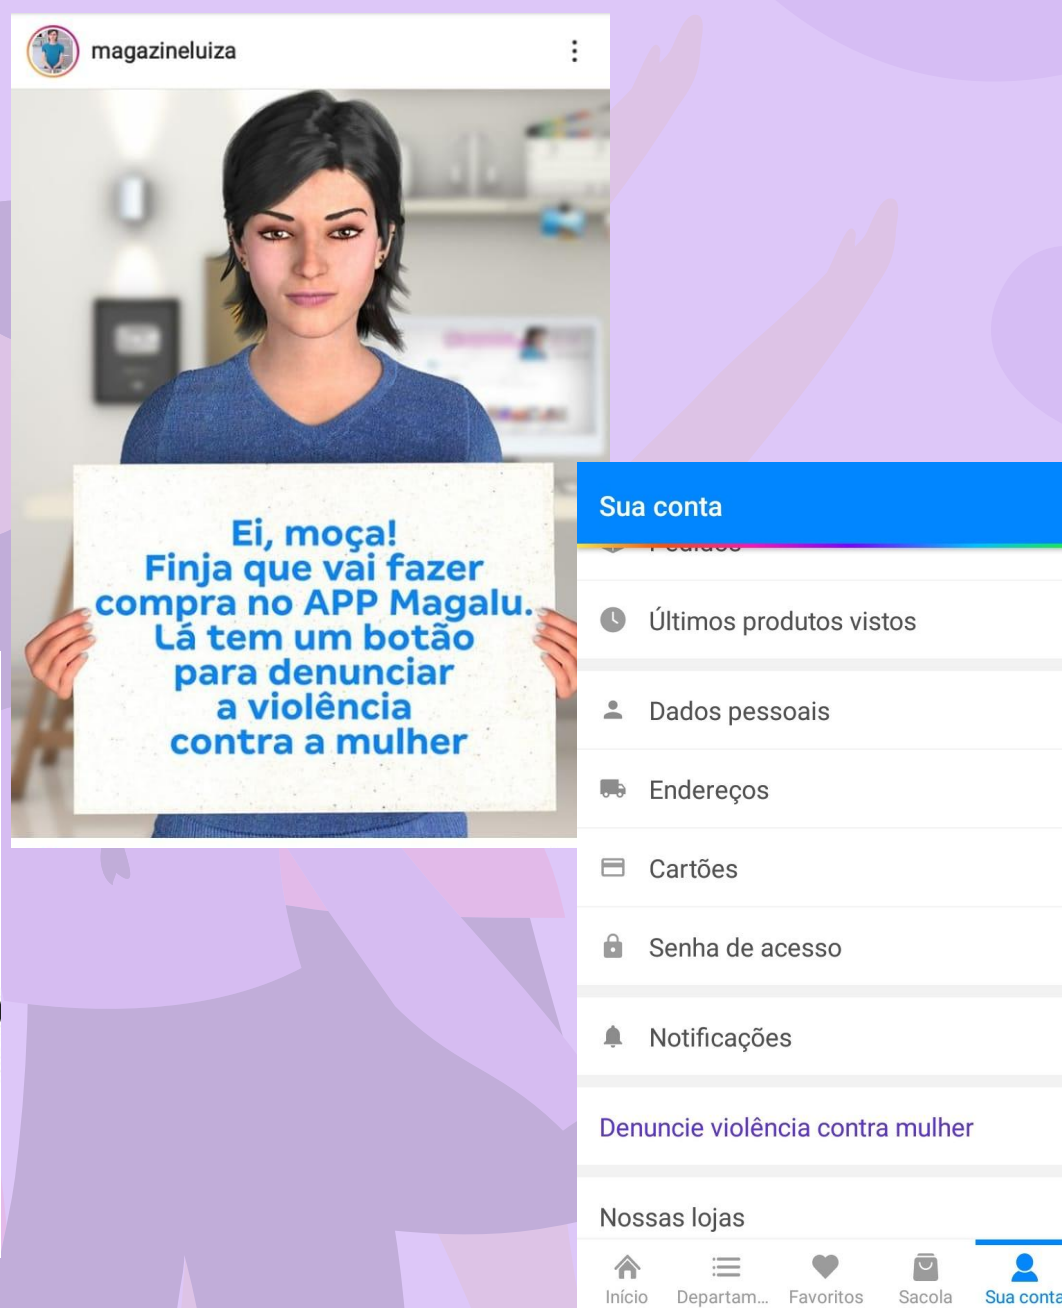 magazineluiza
Ei, moça!
Finja que vai fazer
compra no APP Magalu.
Lá tem um botão
para denunciar
a violência
contra a mulher
Sua conta
Pedidos
Últimos produtos vistos
Dados pessoais
Endereços
Cartões
Senha de acesso
Notificações
Denuncie violência contra mulher
Nossas lojas
Início
Departam...
Favoritos
Sacola
Sua conta